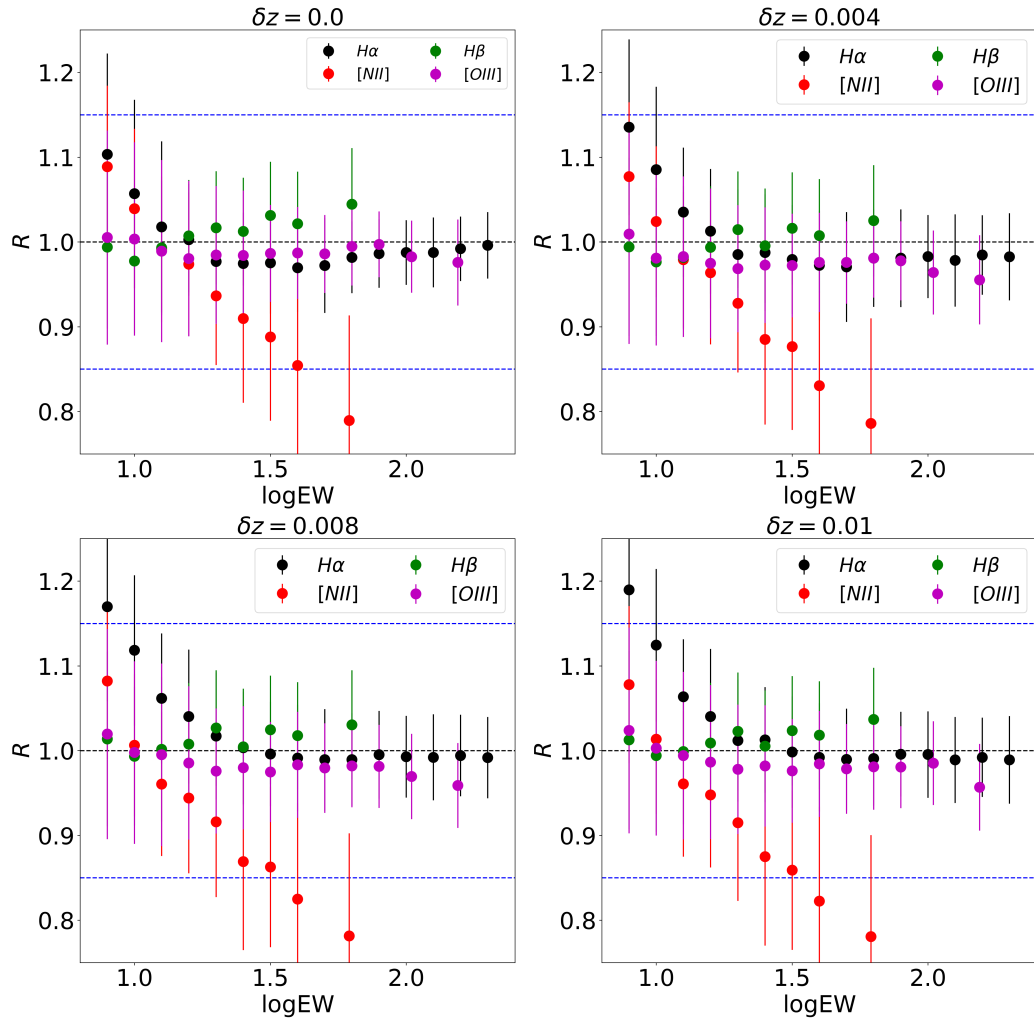 δz = 0.0
Hα Hβ
[NII] [OIII]
R
1.2
1.1
1.0
0.9
0.8
1.0 1.5 2.0
logEW
δz = 0.004
Hα Hβ
[NII] [OIII]
R
1.2
1.1
1.0
0.9
0.8
1.0 1.5 2.0
logEW
δz = 0.008
Hα Hβ
[NII] [OIII]
R
1.2
1.1
1.0
0.9
0.8
1.0 1.5 2.0
logEW
δz = 0.01
Hα Hβ
[NII] [OIII]
R
1.2
1.1
1.0
0.9
0.8
1.0 1.5 2.0
logEW